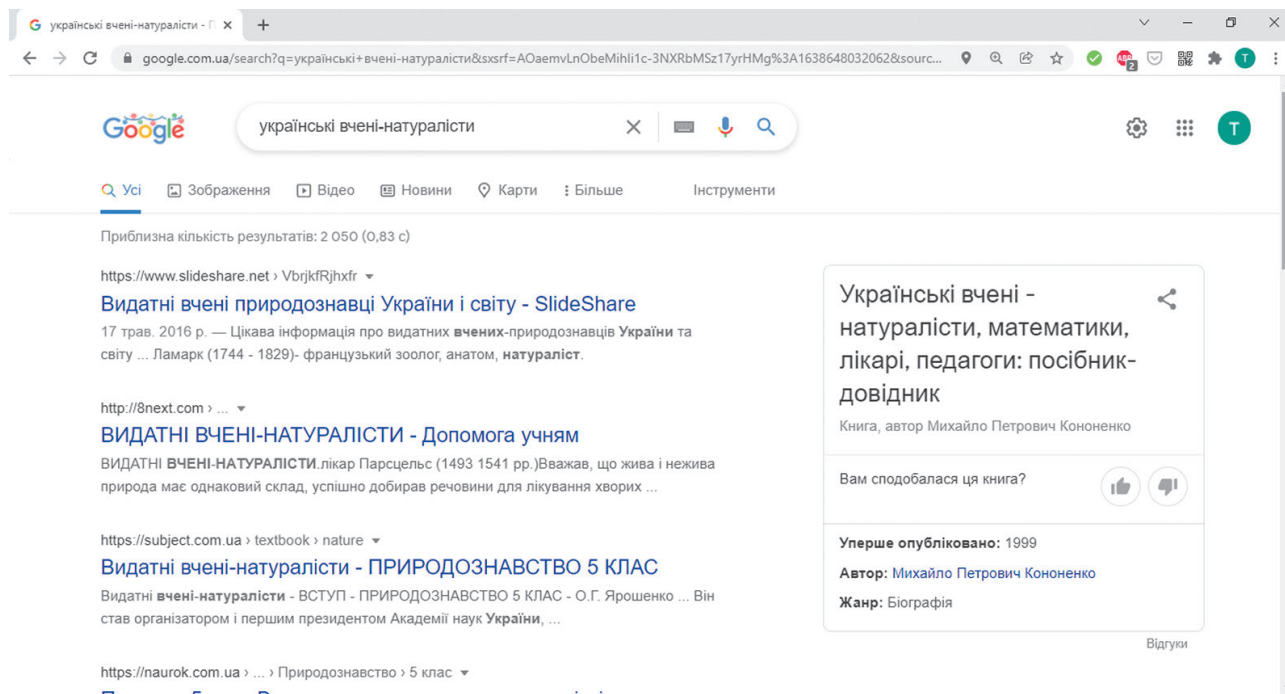 українські вчені-натуралісти - П
google.com.ua/search?q=українські+вчені-натуралісти&sxsrf=AOaemvLnObeMihIi1c-3NXRbMSz17yrHMg%3A1638648032062&sourc...
ABP
2
T
Google
українські вчені-натуралісти
T
Усі Зображення Відео Новини Карти Більше Інструменти
Приблизна кількість результатів: 2 050 (0,83 с)
https://www.slideshare.net › VbrjkfRjhxfr
Видатні вчені природознавці України і світу - SlideShare
17 трав. 2016 р. — Цікава інформація про видатних вчених-природознавців України та
світу ... Ламарк (1744 - 1829)- французький зоолог, анатом, натураліст.
http://8next.com › ...
ВИДАТНІ ВЧЕНІ-НАТУРАЛІСТИ - Допомога учням
ВИДАТНІ ВЧЕНІ-НАТУРАЛІСТИ.лікар Парсцельс (1493 1541 рр.)Вважав, що жива і нежива
природа має однаковий склад, успішно добирав речовини для лікування хворих ...
https://subject.com.ua › textbook › nature
Видатні вчені-натуралісти - ПРИРОДОЗНАВСТВО 5 КЛАС
Видатні вчені-натуралісти - ВСТУП - ПРИРОДОЗНАВСТВО 5 КЛАС - О.Г. Ярошенко ... Він
став організатором і першим президентом Академії наук України, ...
https://naurok.com.ua › ... › Природознавство › 5 клас
Українські вчені -
натуралісти, математики,
лікарі, педагоги: посібник-
довідник
Книга, автор Михайло Петрович Кононенко
Вам сподобалася ця книга?
Уперше опубліковано: 1999
Автор: Михайло Петрович Кононенко
Жанр: Біографія
Відгуки